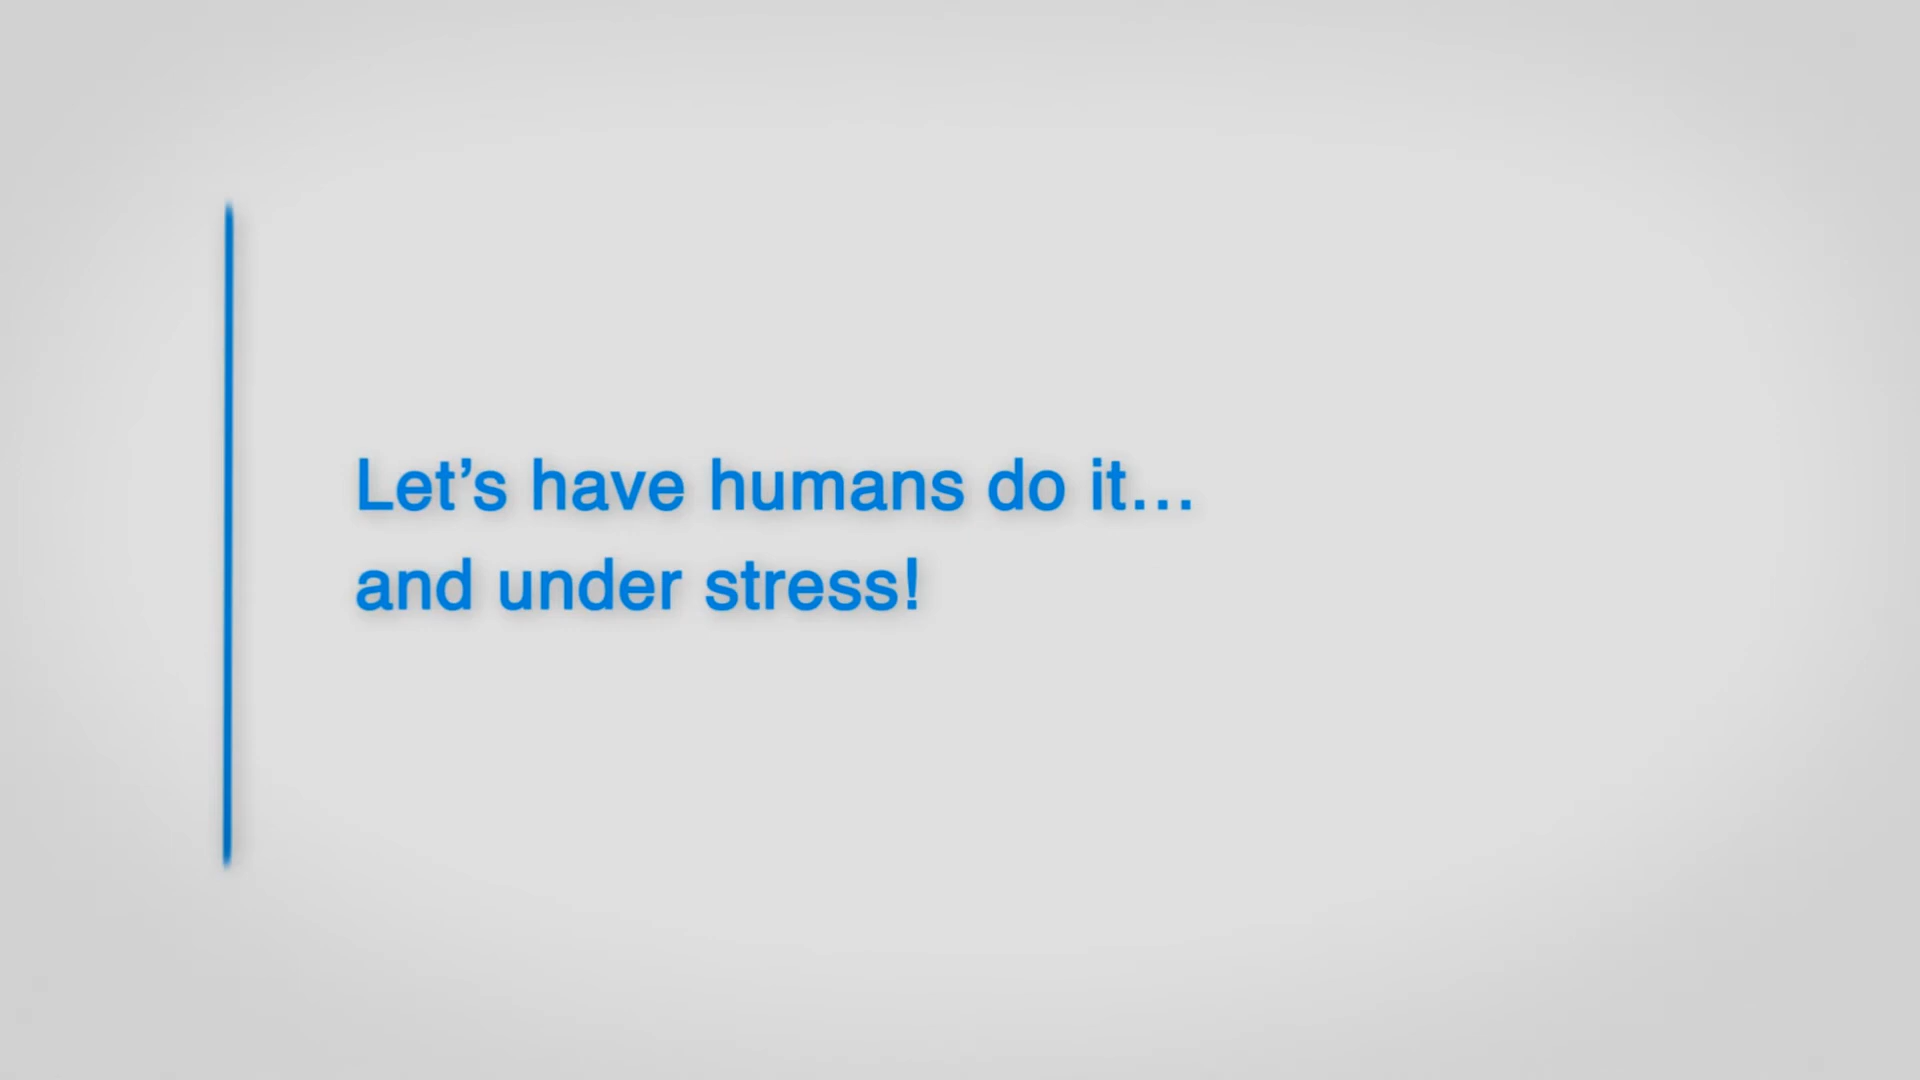 Let’s have humans do it...
and under stress!